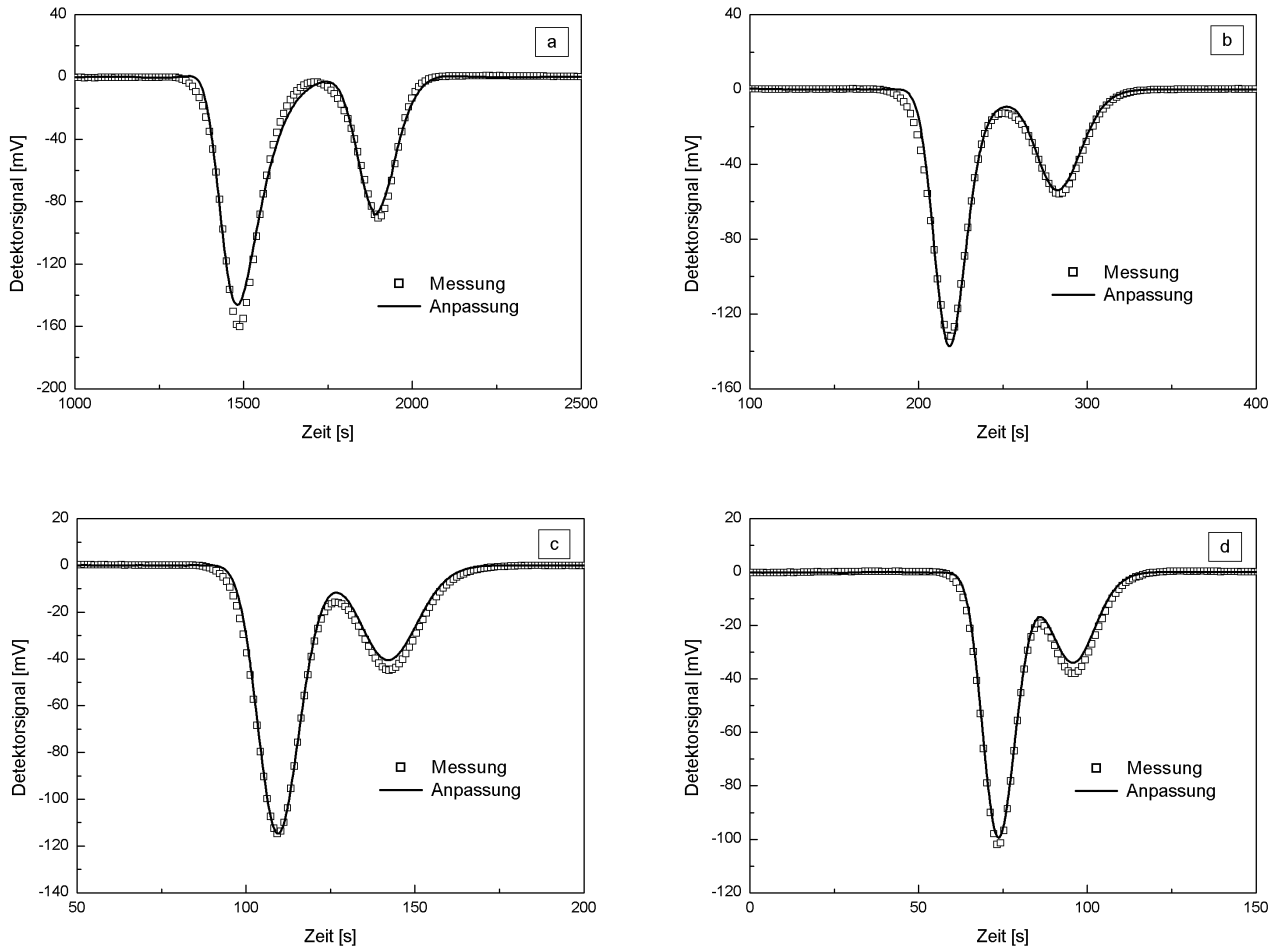 a
40
0
-40
-80
-120
-160
-200
Detektorsignal [mV]
Messung
Anpassung
1000 1500 2000 2500
Zeit [s]
b
40
0
-40
-80
-120
-160
Detektorsignal [mV]
Messung
Anpassung
100 200 300 400
Zeit [s]
c
20
0
-20
-40
-60
-80
-100
-120
-140
Detektorsignal [mV]
Messung
Anpassung
50 100 150 200
Zeit [s]
d
20
0
-20
-40
-60
-80
-100
-120
Detektorsignal [mV]
Messung
Anpassung
0 50 100 150
Zeit [s]